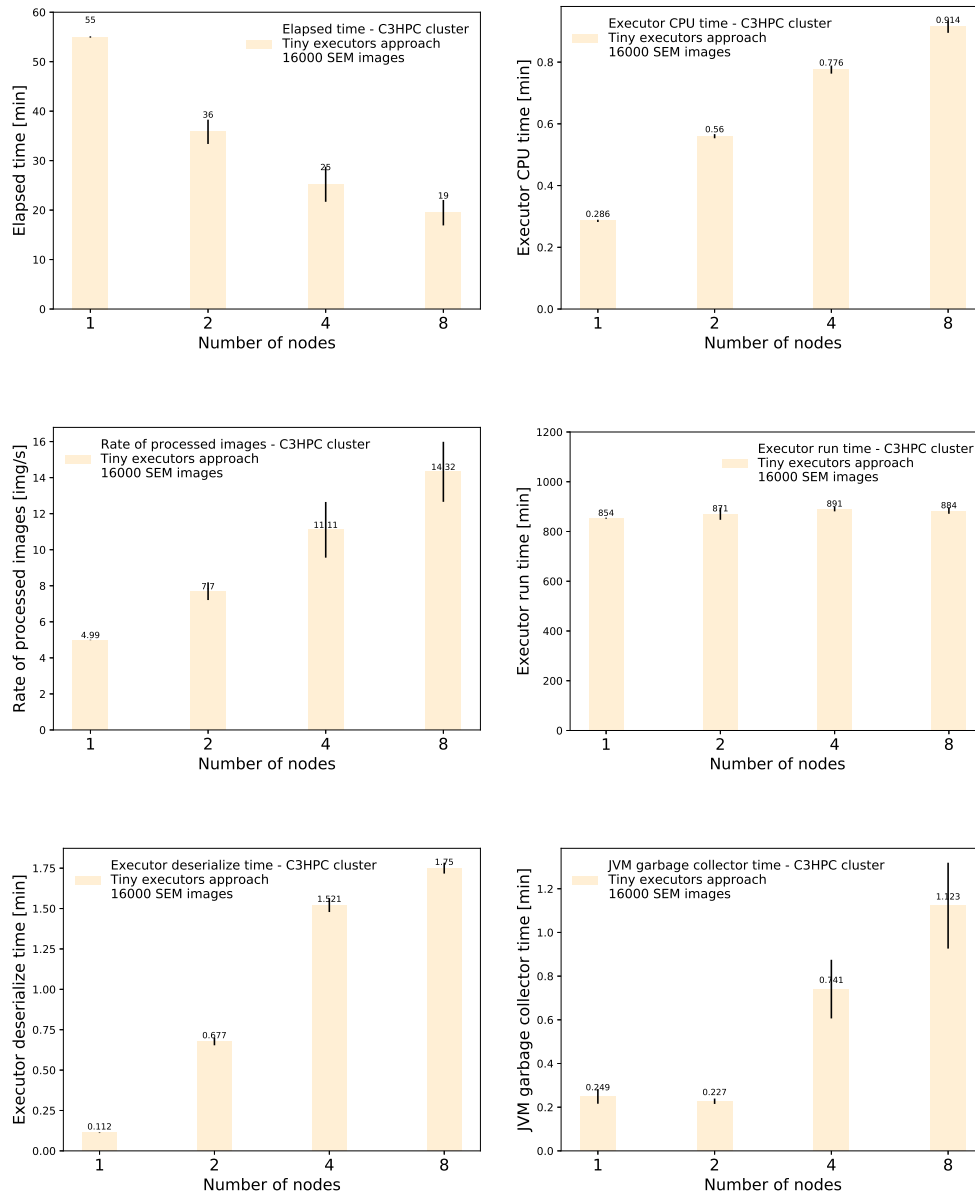 Elapsed time - C3HPC cluster
Tiny executors approach
16000 SEM images
Elapsed time [min]
60
50
40
30
20
10
0
55
36
25
19
1 2 4 8
Number of nodes
Executor CPU time - C3HPC cluster
Tiny executors approach
16000 SEM images
Executor CPU time [min]
0.8
0.6
0.4
0.2
0.0
0.286
0.56
0.776
0.914
1 2 4 8
Number of nodes
Rate of processed images - C3HPC cluster
Tiny executors approach
16000 SEM images
Rate of processed images [img/s]
16
14
12
10
8
6
4
2
0
4.99
7.7
11.11
14.32
1 2 4 8
Number of nodes
Executor run time - C3HPC cluster
Tiny executors approach
16000 SEM images
Executor run time [min]
1200
1000
800
600
400
200
0
854
871
891
884
1 2 4 8
Number of nodes
Executor deserialize time - C3HPC cluster
Tiny executors approach
16000 SEM images
Executor deserialize time [min]
1.75
1.50
1.25
1.00
0.75
0.50
0.25
0.00
0.112
0.677
1.521
1.75
1 2 4 8
Number of nodes
JVM garbage collector time - C3HPC cluster
Tiny executors approach
16000 SEM images
JVM garbage collector time [min]
1.2
1.0
0.8
0.6
0.4
0.2
0.0
0.249
0.227
0.741
1.123
1 2 4 8
Number of nodes